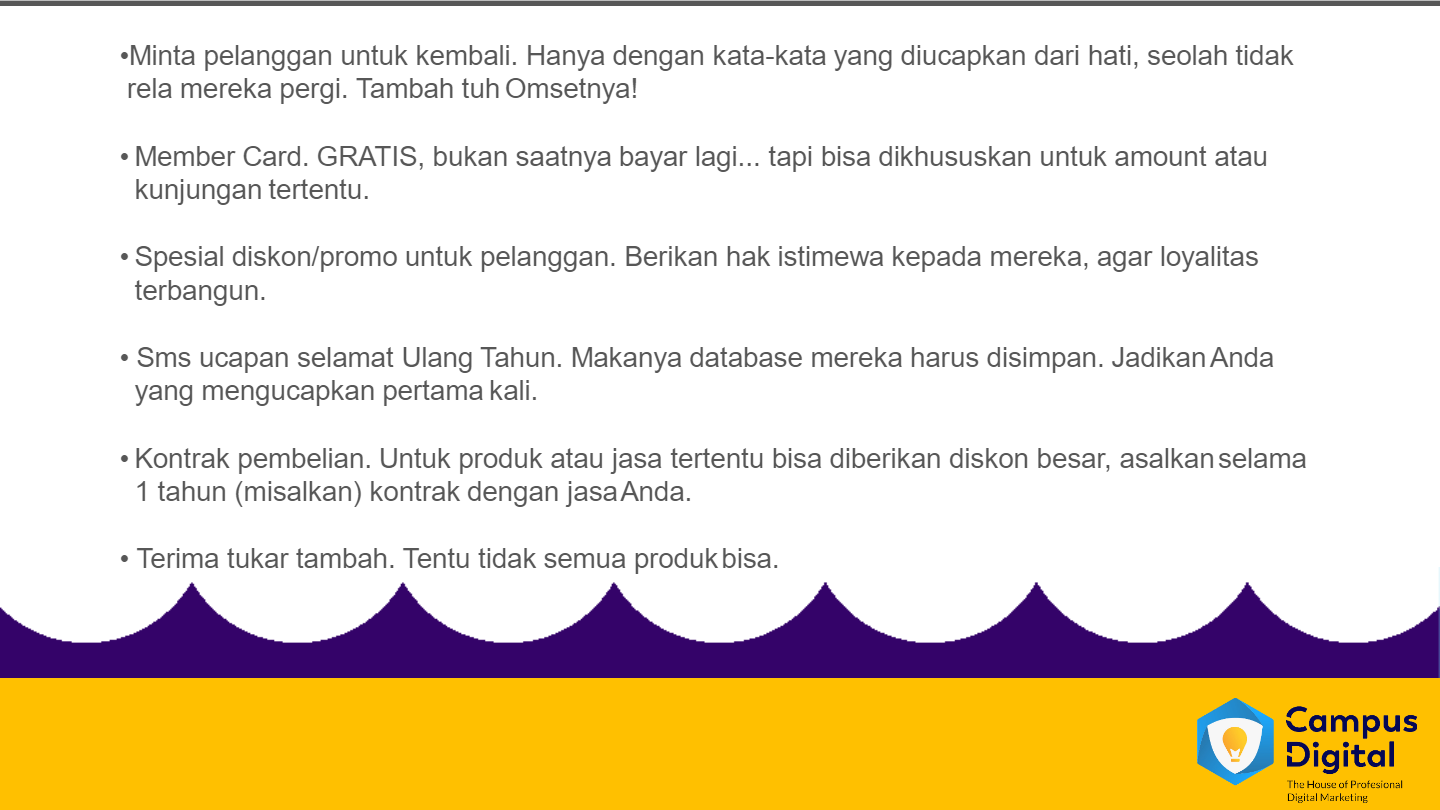 •Minta pelanggan untuk kembali. Hanya dengan kata-kata yang diucapkan dari hati, seolah tidak
rela mereka pergi. Tambah tuh Omsetnya!
• Member Card. GRATIS, bukan saatnya bayar lagi... tapi bisa dikhususkan untuk amount atau
kunjungan tertentu.
• Spesial diskon/promo untuk pelanggan. Berikan hak istimewa kepada mereka, agar loyalitas
terbangun.
• Sms ucapan selamat Ulang Tahun. Makanya database mereka harus disimpan. Jadikan Anda
yang mengucapkan pertama kali.
• Kontrak pembelian. Untuk produk atau jasa tertentu bisa diberikan diskon besar, asalkan selama
1 tahun (misalkan) kontrak dengan jasa Anda.
• Terima tukar tambah. Tentu tidak semua produk bisa.
Campus
Digital
The House of Profesional
Digital Marketing